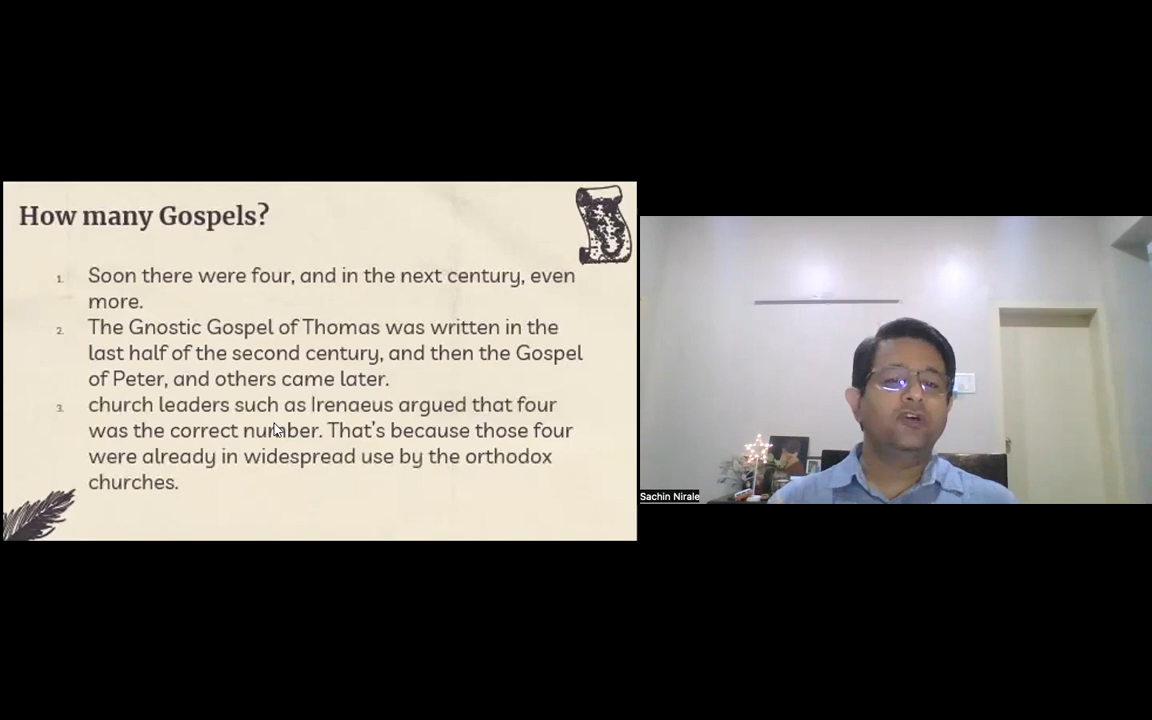 How many Gospels?
1. Soon there were four, and in the next century, even
more.
2. The Gnostic Gospel of Thomas was written in the
last half of the second century, and then the Gospel
of Peter, and others came later.
3. church leaders such as Irenaeus argued that four
was the correct number. That's because those four
were already in widespread use by the orthodox
churches.
Sachin Nirale